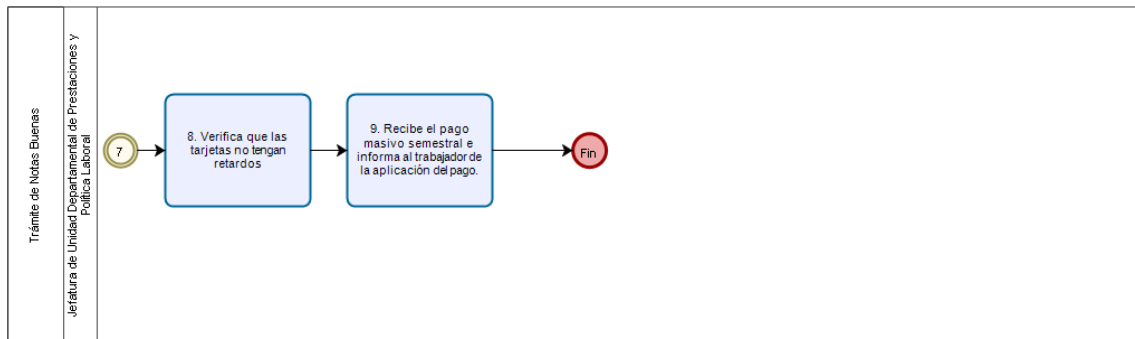 Trámite de Notas Buenas
Jefatura de Unidad Departamental de Prestaciones y
Política Laboral
7
8. Verifica que las
tarjetas no tengan
retardos
9. Recibe el pago
masivo semestral e
informa al trabajador de
la aplicación del pago.
Fin